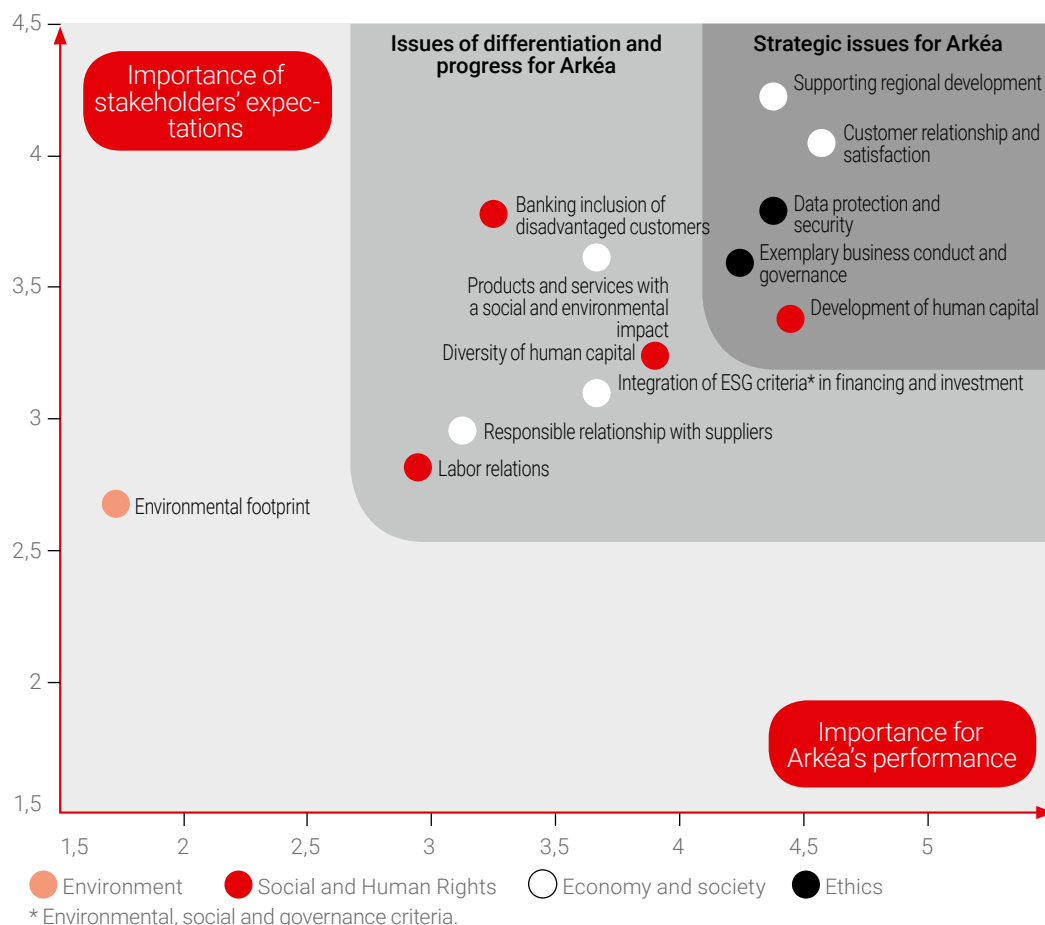 4,5
Importance of
stakeholders' expec-
tations
Issues of differentiation and
progress for Arkéa
Strategic issues for Arkéa
Supporting regional development
4
Customer relationship and
satisfaction
Banking inclusion of
disadvantaged customers
Data protection and
security
3,5
Products and services with
a social and environmental
impact
Exemplary business conduct and
governance
Development of human capital
Diversity of human capital
Integration of ESG criteria* in financing and investment
3
Responsible relationship with suppliers
Labor relations
Environmental footprint
2,5
2
Importance for
Arkéa's performance
1,5
1,5 2 2,5 3 3,5 4 4,5 5
Environment Social and Human Rights Economy and society Ethics
* Environmental, social and governance criteria.